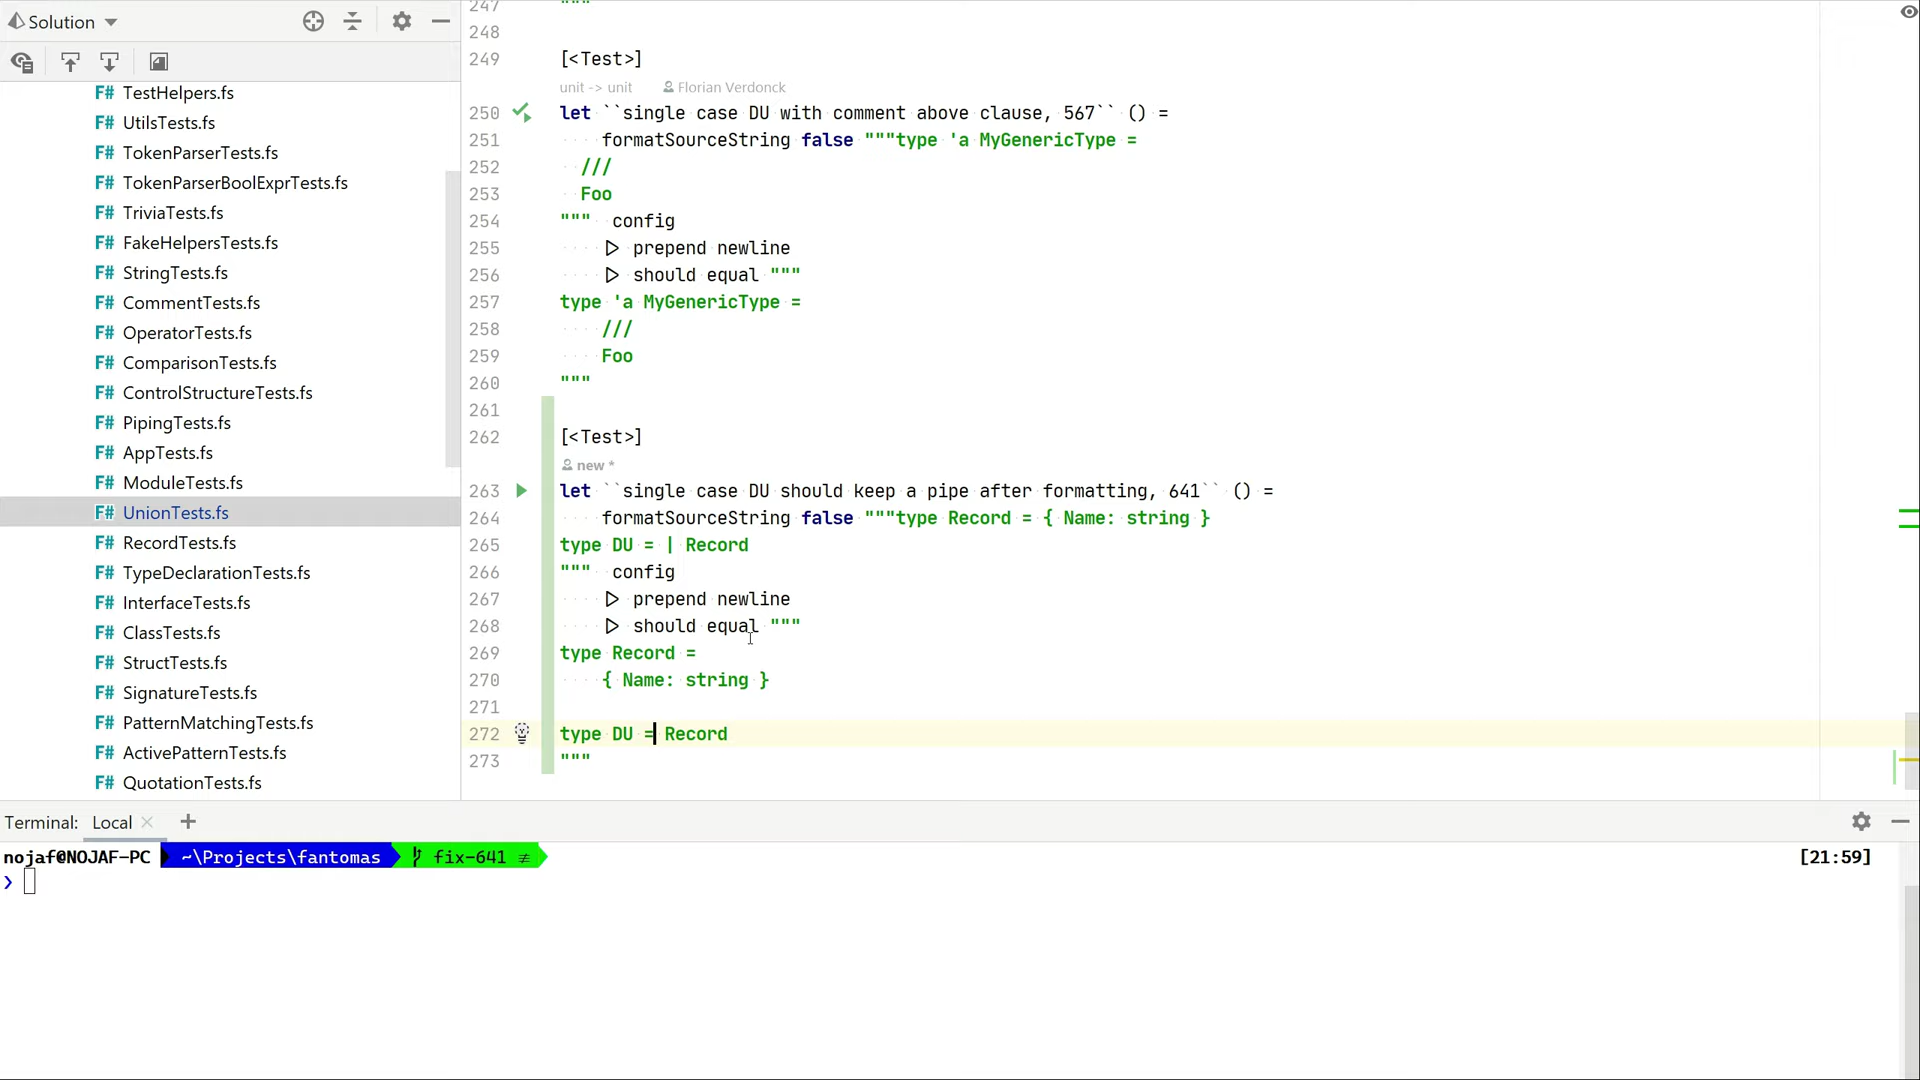 Solution
TestHelpers.fs
UtilsTests.fs
TokenParserTests.fs
TokenParserBoolExprTests.fs
TriviaTests.fs
FakeHelpersTests.fs
StringTests.fs
CommentTests.fs
OperatorTests.fs
ComparisonTests.fs
ControlStructureTests.fs
PipingTests.fs
AppTests.fs
ModuleTests.fs
UnionTests.fs
RecordTests.fs
TypeDeclarationTests.fs
InterfaceTests.fs
ClassTests.fs
StructTests.fs
SignatureTests.fs
PatternMatchingTests.fs
ActivePatternTests.fs
QuotationTests.fs
247 """
248
249 [<Test>]
unit -> unit Florian Verdonck
250 let ``single case DU with comment above clause, 567`` () =
251 formatSourceString false """type 'a MyGenericType =
252 ///
253 Foo
254 """ config
255 ▷ prepend newline
256 ▷ should equal """
257 type 'a MyGenericType =
258 ///
259 Foo
260 """
261
262 [<Test>]
new *
263 let ``single case DU should keep a pipe after formatting, 641`` () =
264 formatSourceString false """type Record = { Name: string }
265 type DU = | Record
266 """ config
267 ▷ prepend newline
268 ▷ should equal """
269 type Record =
270 { Name: string }
271
272 type DU = Record
273 """
Terminal: Local
nojaf@NOJAF-PC ~\Projects\fantomas fix-641 ≢ [21:59]
❯